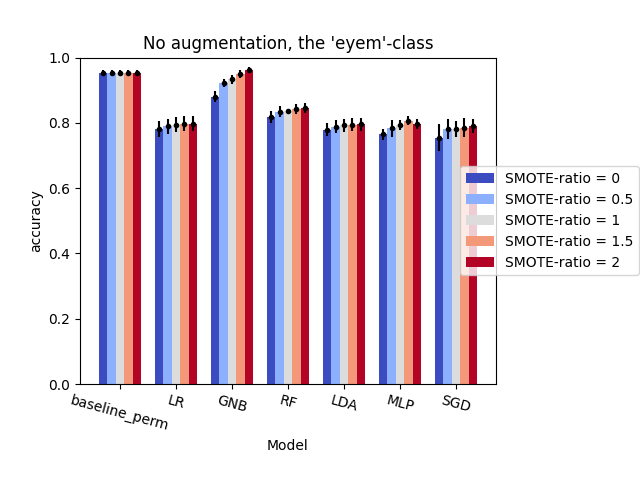 No augmentation, the 'eyem'-class
accuracy
1.0
0.8
0.6
0.4
0.2
0.0
baseline_perm
LR
GNB
RF
LDA
MLP
SGD
Model
SMOTE-ratio = 0
SMOTE-ratio = 0.5
SMOTE-ratio = 1
SMOTE-ratio = 1.5
SMOTE-ratio = 2